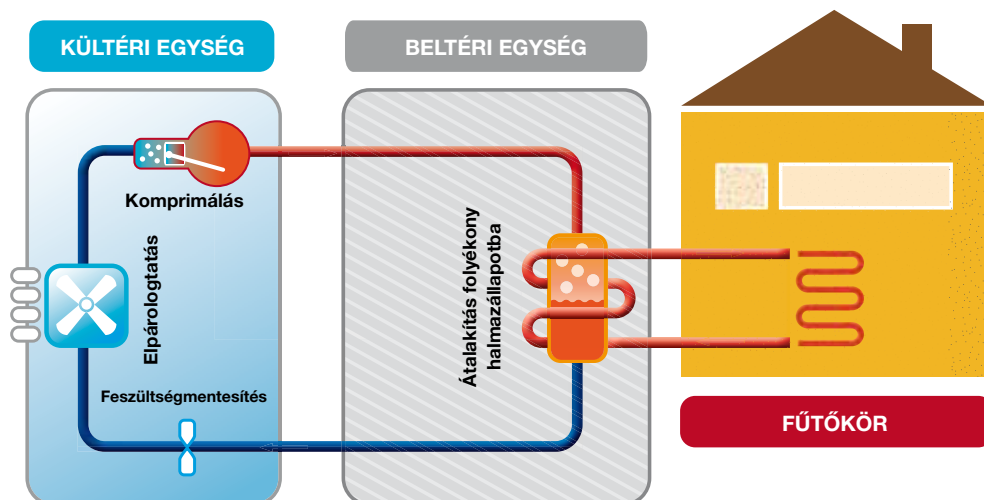 KÜLTÉRI EGYSÉG
BELTÉRI EGYSÉG
Komprimálás
Elpárologtatás
Átalakítás folyékony
halmazállapotba
Feszültségmentesítés
FŰTŐKÖR